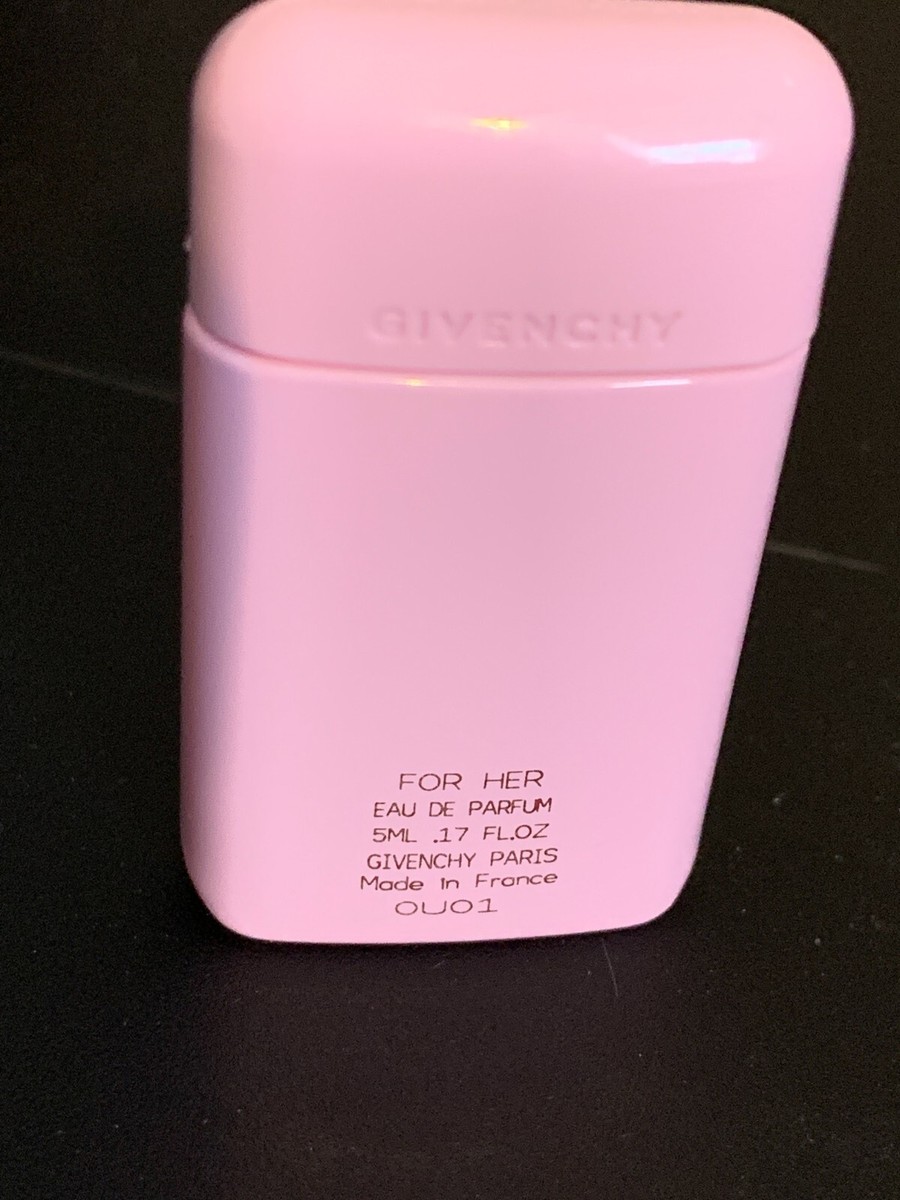 GIVENCHY
FOR HER
EAU DE PARFUM
5ML .17 FL.OZ
GIVENCHY PARIS
Made in France
0U01